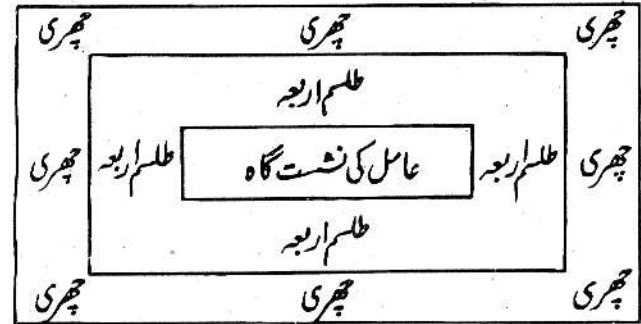 چھری چھری چھری
طلسم اربعہ
چھری طلسم اربعہ عامل کی نشست گاہ طلسم اربعہ چھری
طلسم اربعہ
چھری چھری چھری